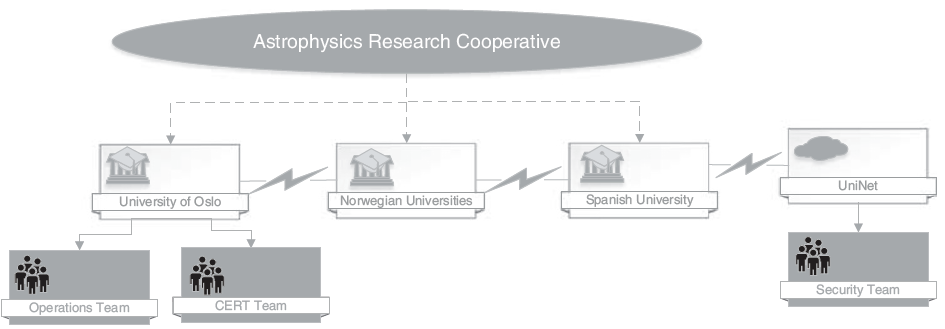 Astrophysics Research Cooperative
University of Oslo
Norwegian Universities
Spanish University
UniNet
Operations Team
CERT Team
Security Team